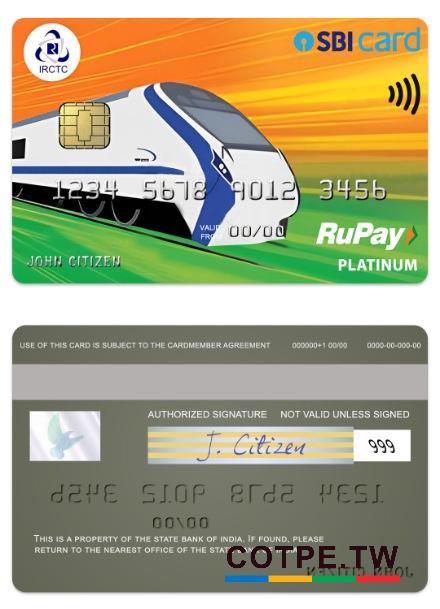 IRCTC
SBI card
1234 5678 9012 3456
VALID
FROM 00/00
JOHN CITIZEN
RuPay
PLATINUM
USE OF THIS CARD IS SUBJECT TO THE CARDMEMBER AGREEMENT 000000+1 00/00 0000-00-000-00
AUTHORIZED SIGNATURE NOT VALID UNLESS SIGNED
J. Citizen 999
1234 5678 9012 3456
00/00
THIS IS A PROPERTY OF THE STATE BANK OF INDIA. IF FOUND, PLEASE
RETURN TO THE NEAREST OFFICE OF THE STATE
COTPE.TW
JOHN CITIZEN